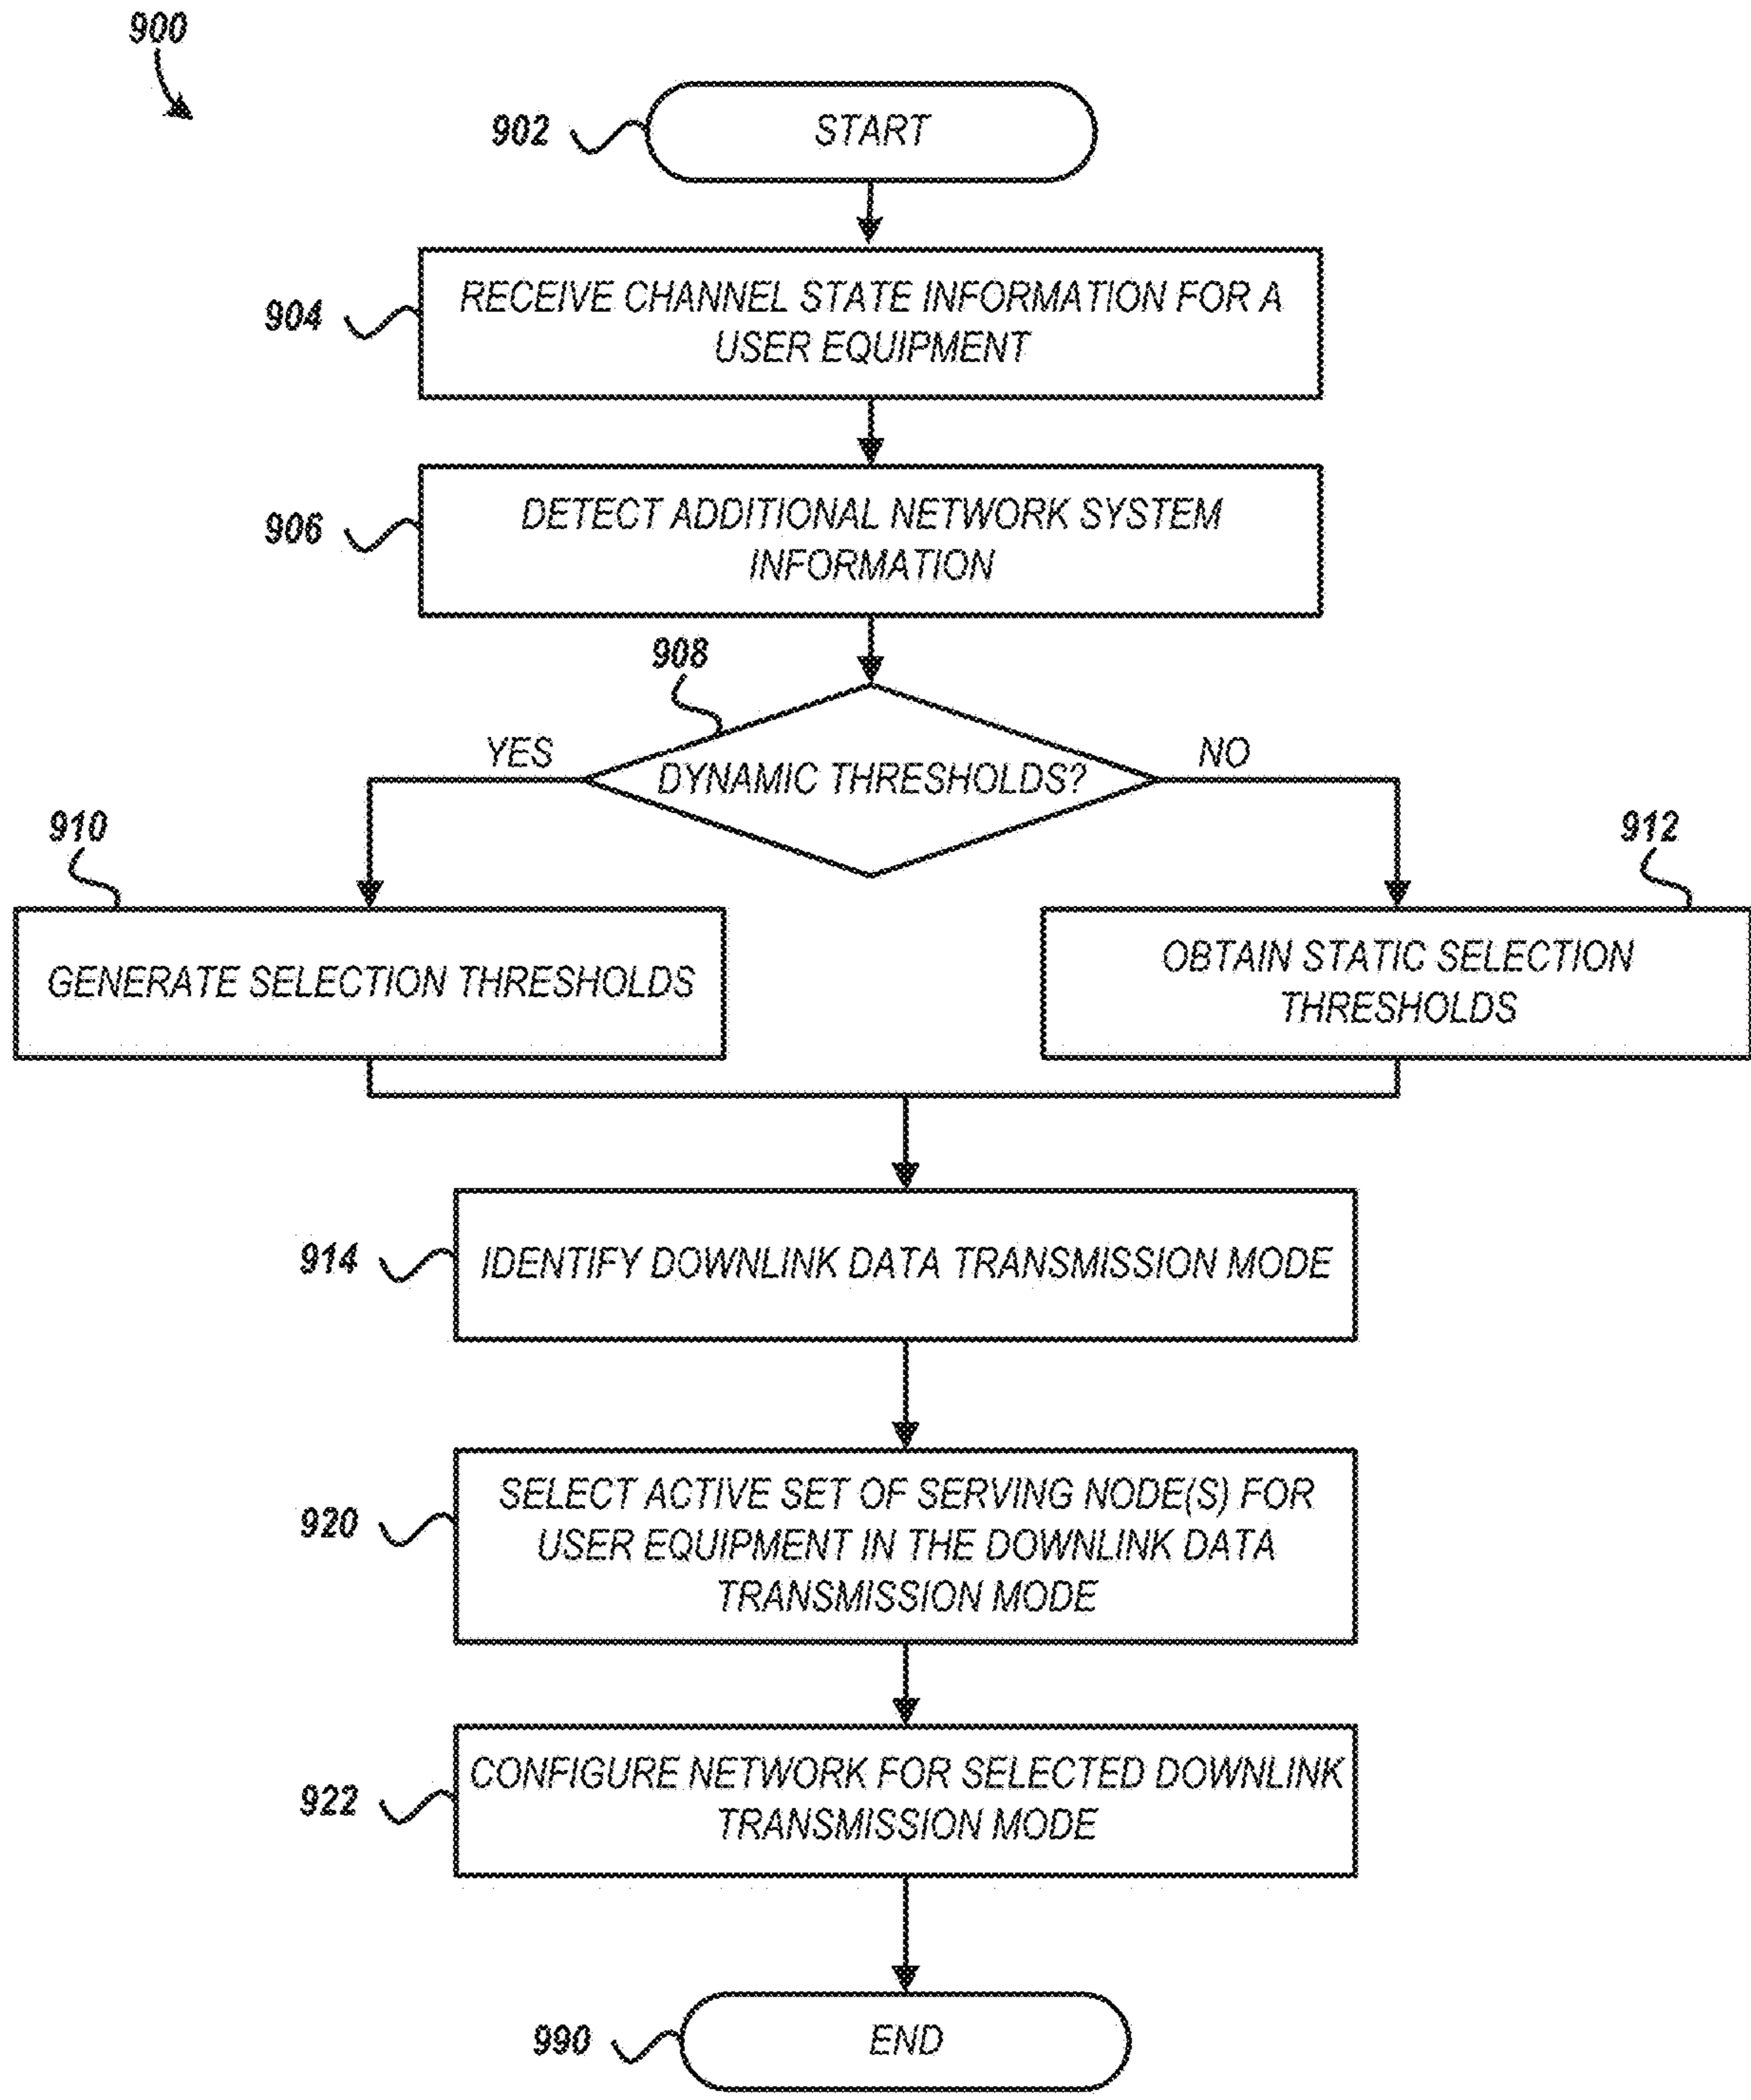 900
902
START
904
RECEIVE CHANNEL STATE INFORMATION FOR A
USER EQUIPMENT
906
DETECT ADDITIONAL NETWORK SYSTEM
INFORMATION
908
YES
DYNAMIC THRESHOLDS?
NO
910
GENERATE SELECTION THRESHOLDS
912
OBTAIN STATIC SELECTION
THRESHOLDS
914
IDENTIFY DOWNLINK DATA TRANSMISSION MODE
920
SELECT ACTIVE SET OF SERVING NODE(S) FOR
USER EQUIPMENT IN THE DOWNLINK DATA
TRANSMISSION MODE
922
CONFIGURE NETWORK FOR SELECTED DOWNLINK
TRANSMISSION MODE
990
END